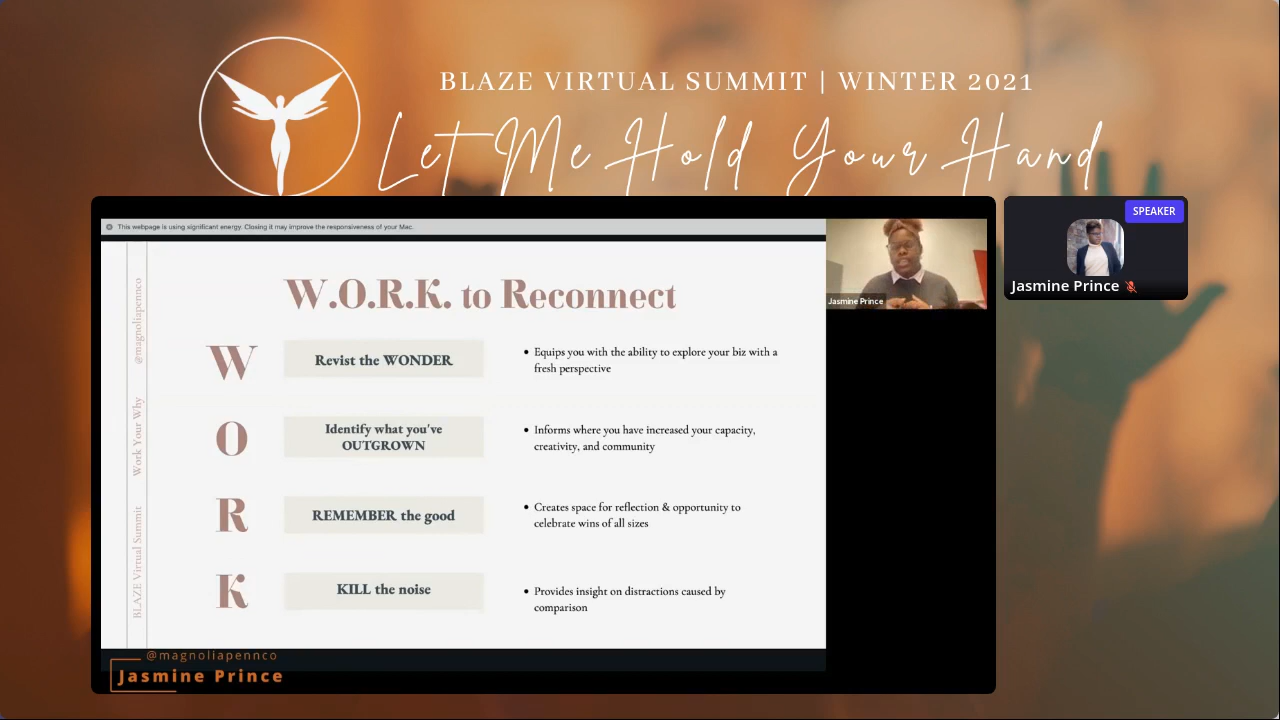 BLAZE VIRTUAL SUMMIT | WINTER 2021
Let Me Hold Your Hand
This webpage is using significant energy. Closing it may improve the responsiveness of your Mac.
SPEAKER
Jasmine Prince
Jasmine Prince
W.O.R.K. to Reconnect
W
Revist the WONDER
• Equips you with the ability to explore your biz with a
fresh perspective
O
Identify what you've
OUTGROWN
• Informs where you have increased your capacity,
creativity, and community
R
REMEMBER the good
• Creates space for reflection & opportunity to
celebrate wins of all sizes
K
KILL the noise
• Provides insight on distractions caused by
comparison
BLAZE Virtual Summit Work Your Why @magnoliapennco
@magnoliapennco
Jasmine Prince